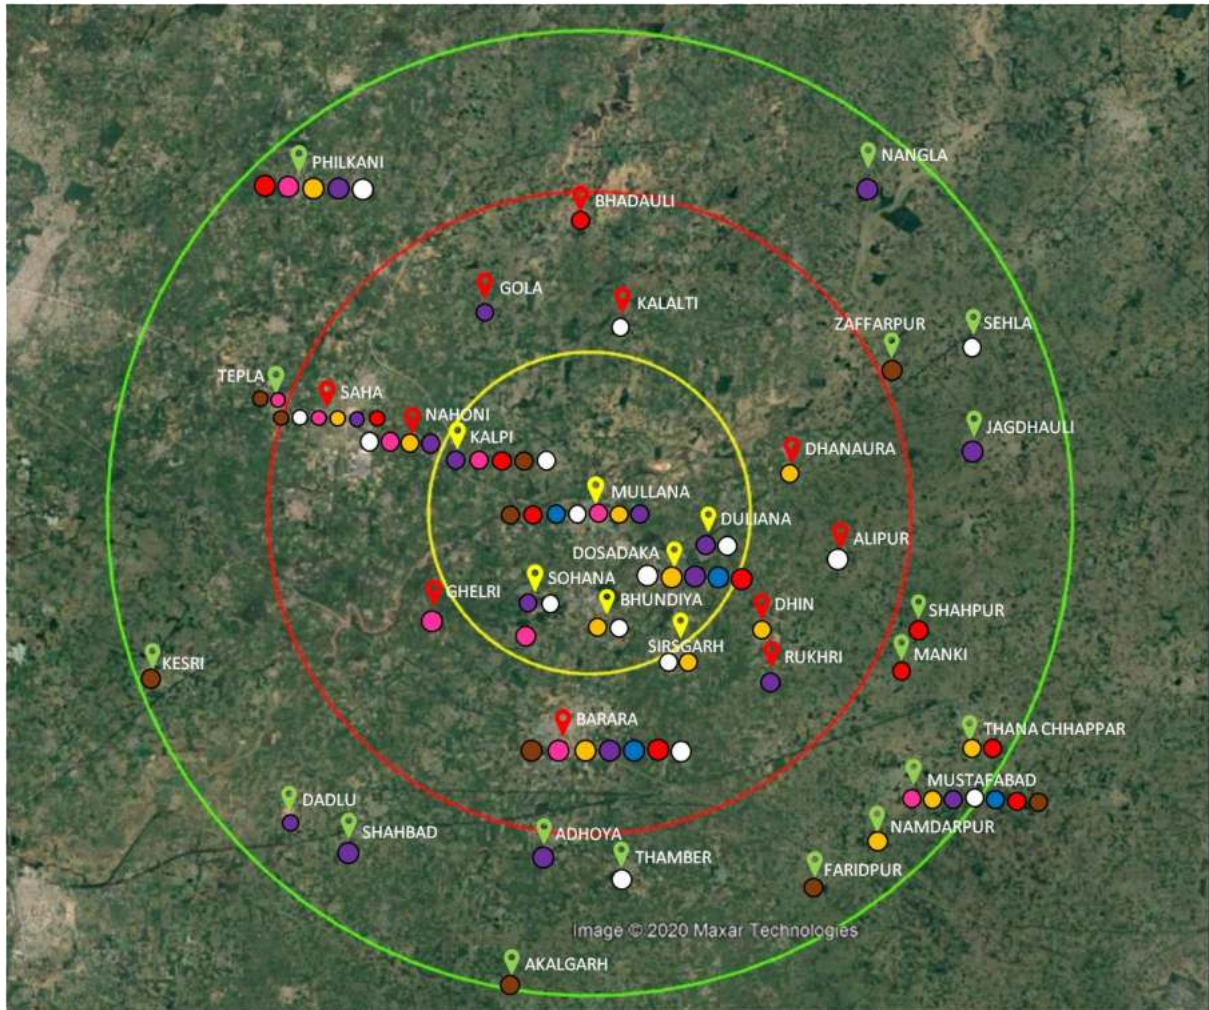 PHILKANI
NANGLA
BHADAULI
GOLA
KALALTI
ZAFFARPUR
SEHLA
TEPLA
SAHA
NAHONI
KALPI
JAGDHAULI
DHANAURA
MULLANA
DULIANA
DOSADAKA
ALIPUR
SOHANA
GHELRI
BHUNDIYA
DHIN
SHAHPUR
SIRSGARH
RUKHRI
MANKI
KESRI
BARARA
THANA CHHAPPAR
MUSTAFABAD
DADLU
SHAHBAD
ADHOYA
NAMDARPUR
THAMBER
FARIDPUR
Image © 2020 Maxar Technologies
AKALGARH